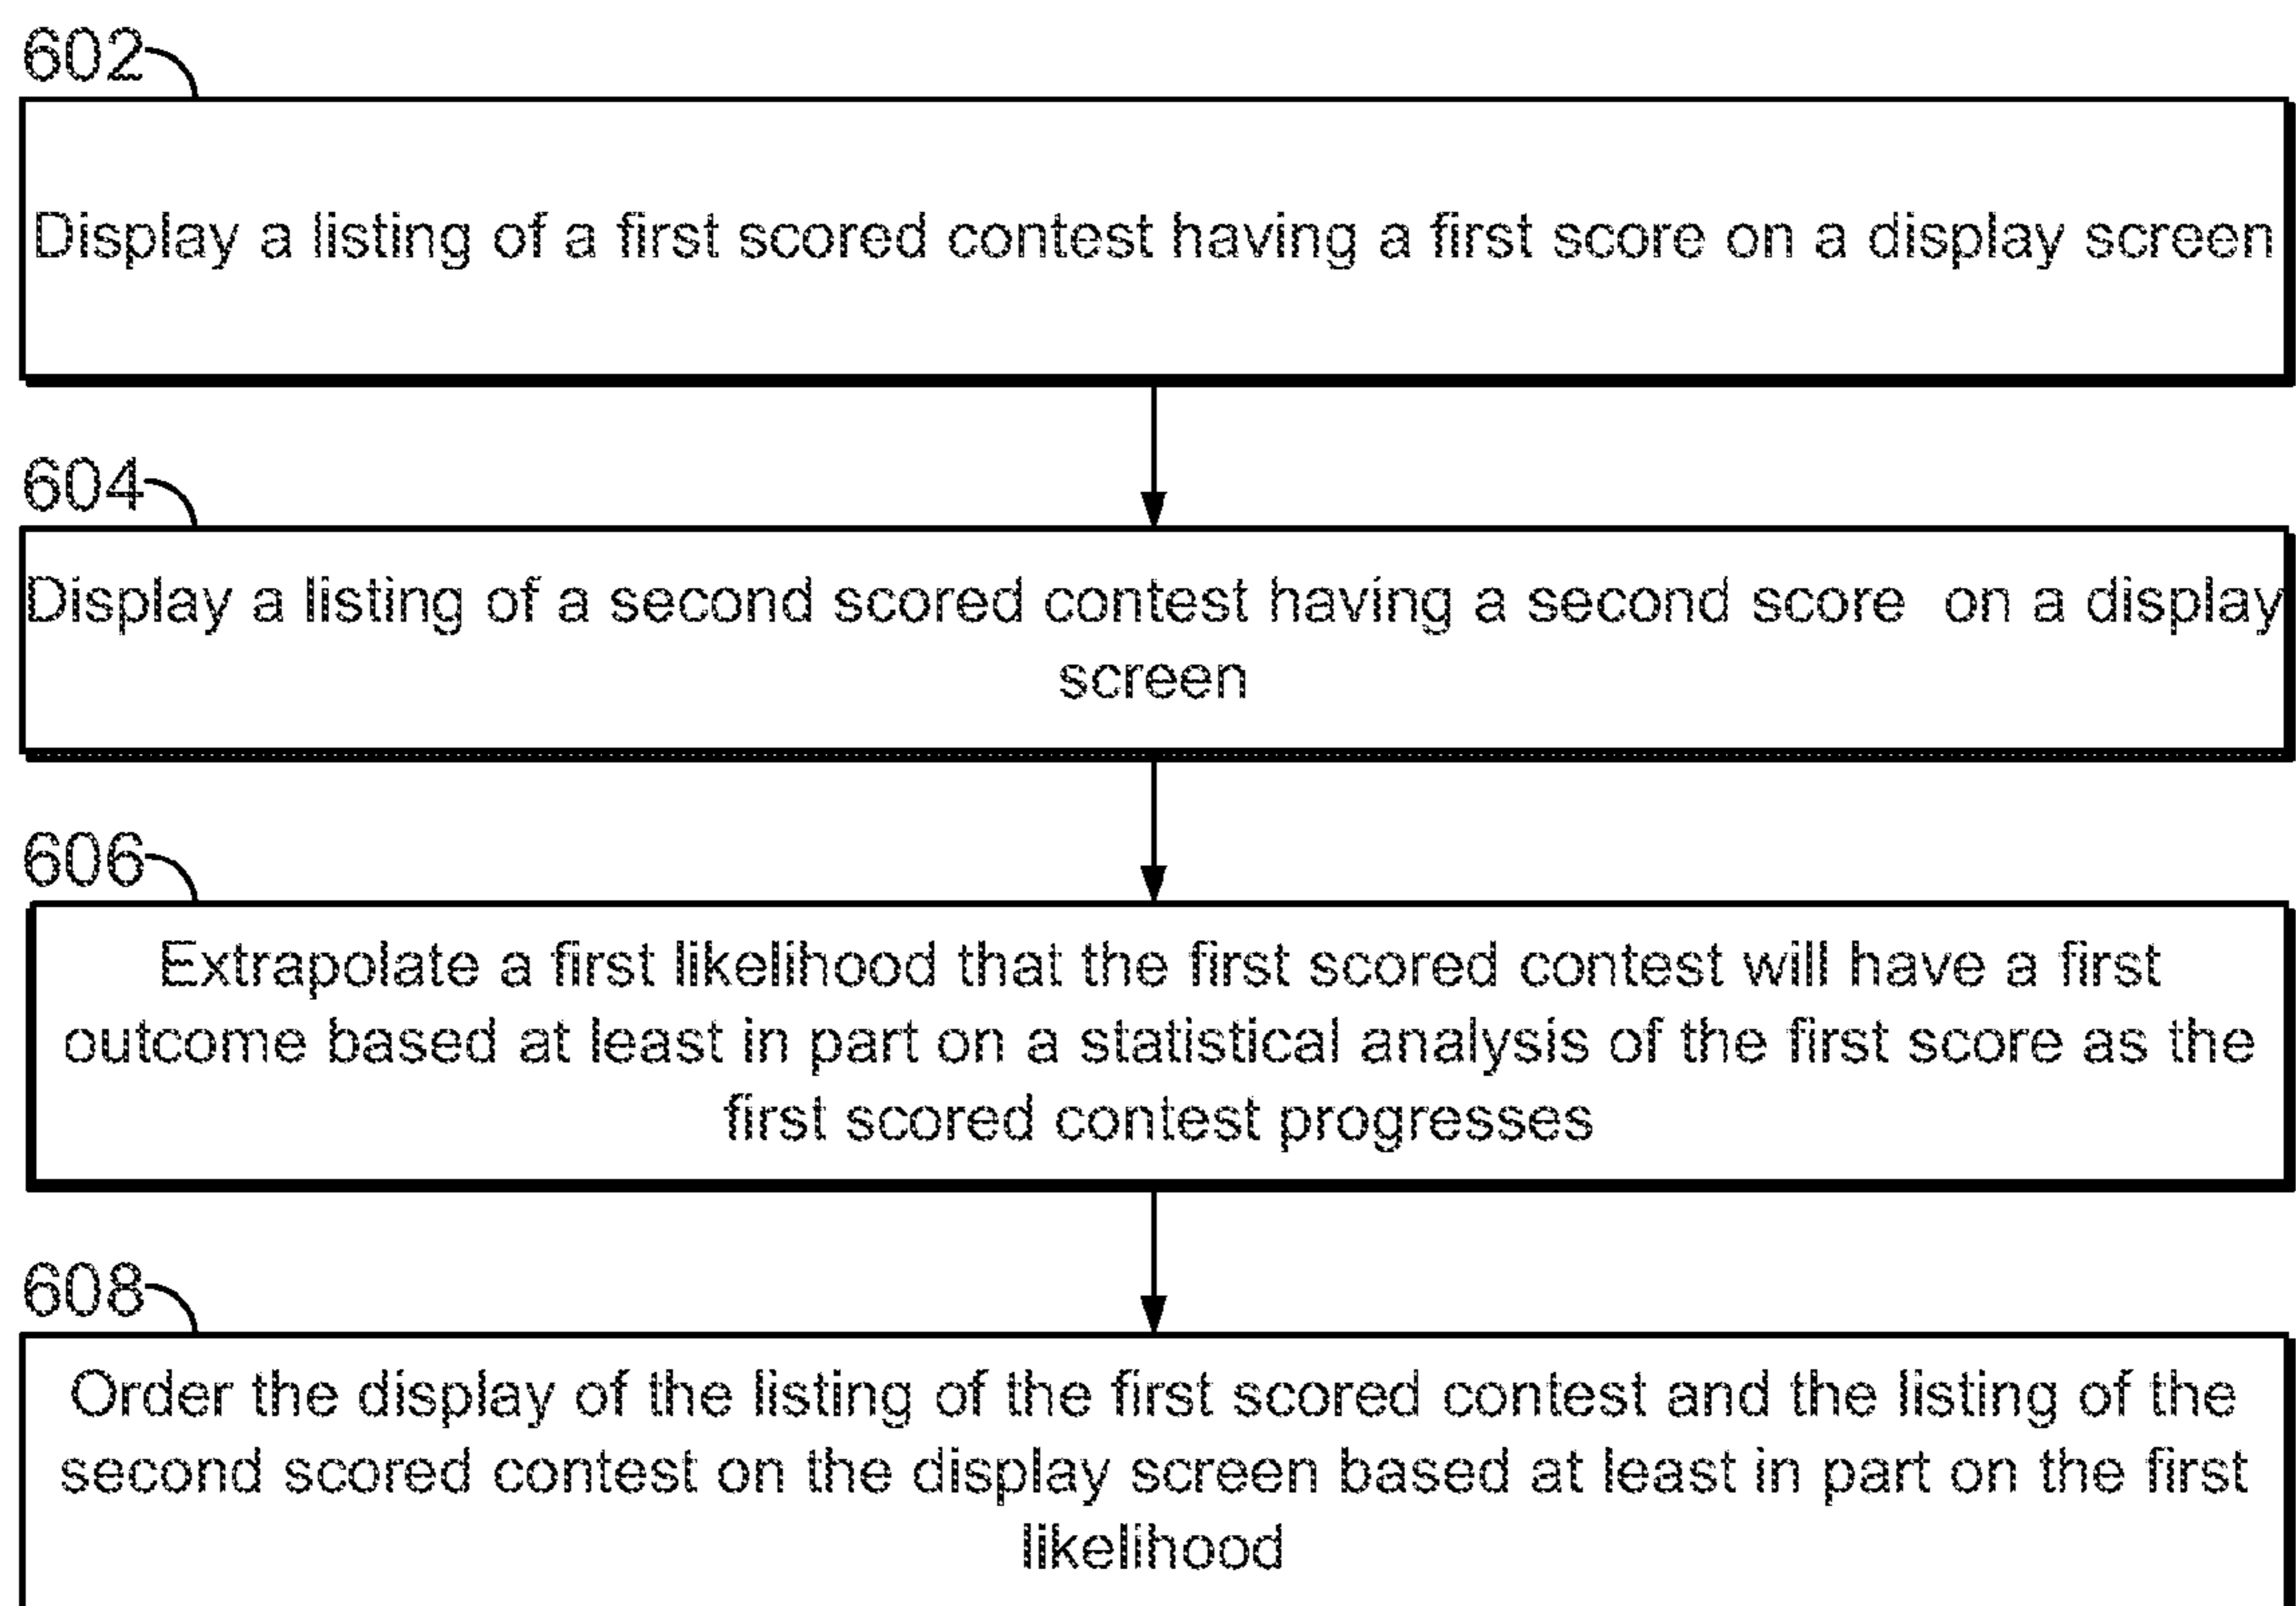 602
Display a listing of a first scored contest having a first score on a display screen
604
Display a listing of a second scored contest having a second score on a display
screen
606
Extrapolate a first likelihood that the first scored contest will have a first
outcome based at least in part on a statistical analysis of the first score as the
first scored contest progresses
608
Order the display of the listing of the first scored contest and the listing of the
second scored contest on the display screen based at least in part on the first
likelihood